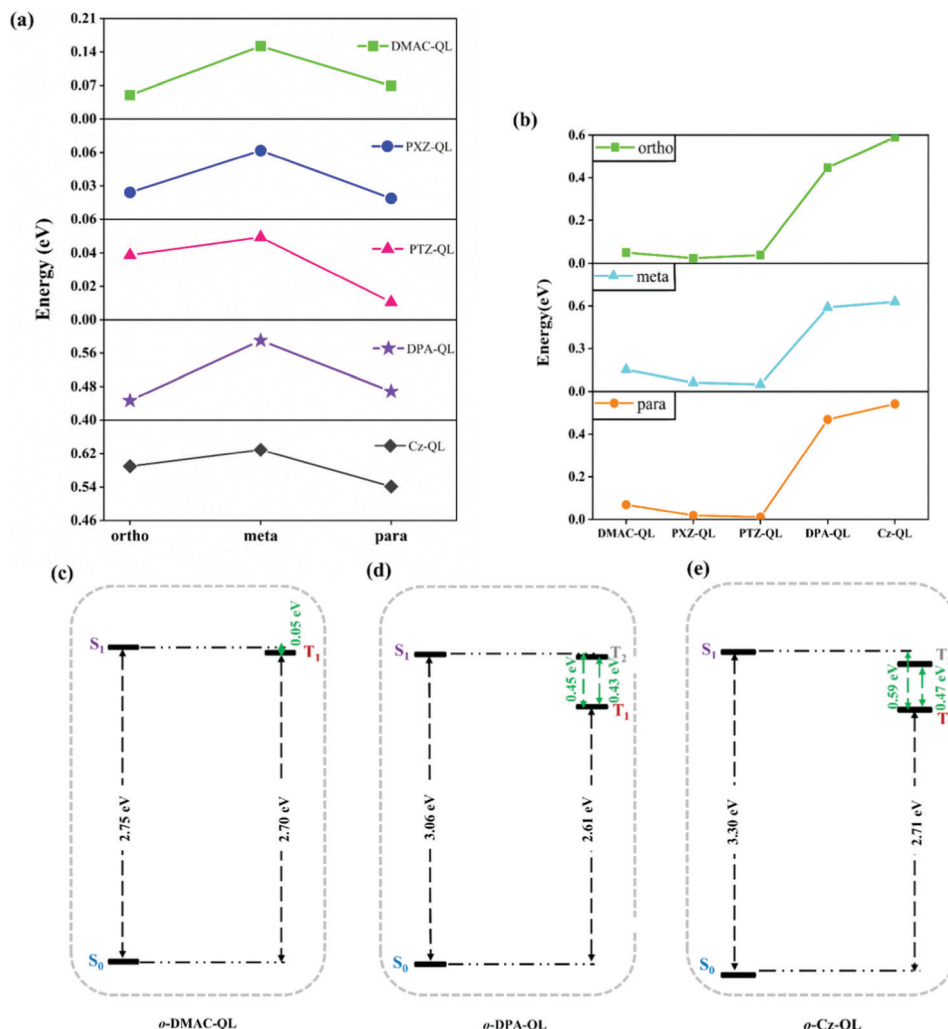 (a)
0.21
0.14
0.07
0.00
DMAC-QL
0.06
0.03
PXZ-QL
0.06
0.04
0.02
0.00
PTZ-QL
0.56
0.48
0.40
DPA-QL
0.62
0.54
0.46
Cz-QL
Energy (eV)
ortho meta para
(b)
0.6
0.2
0.0
ortho
0.6
0.3
0.0
meta
0.4
0.2
0.0
para
Energy(eV)
DMAC-QL PXZ-QL PTZ-QL DPA-QL Cz-QL
(c)
S1
0.05 eV
T1
2.75 eV
2.70 eV
S0
o-DMAC-QL
(d)
S1
T2
0.45 eV
0.43 eV
T1
3.06 eV
2.61 eV
S0
o-DPA-QL
(e)
S1
T
0.59 eV
0.47 eV
T
3.30 eV
2.71 eV
S0
o-Cz-QL